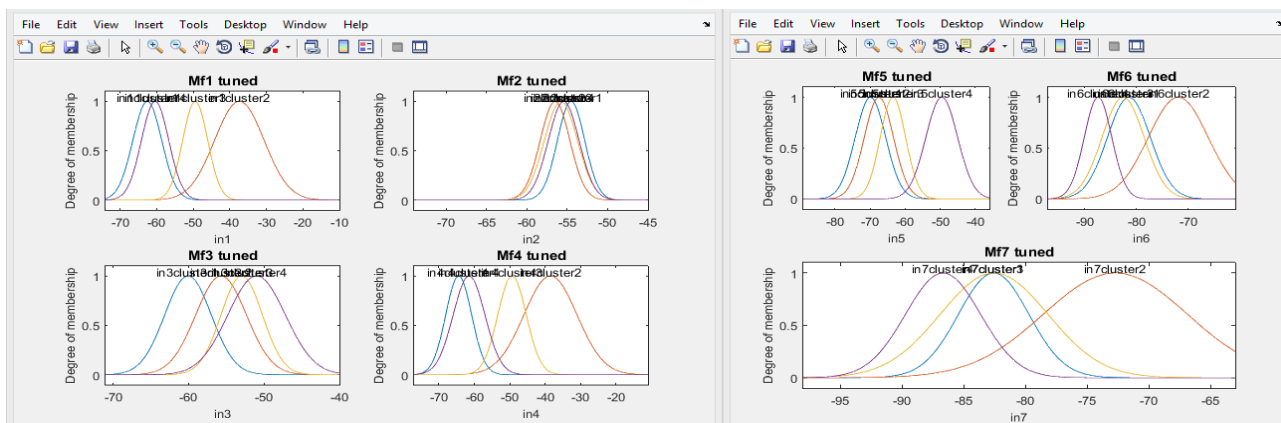 File Edit View Insert Tools Desktop Window Help
Mf1 tuned
in3cluster2
Degree of membership
1
0.5
0
-70 -60 -50 -40 -30 -20 -10
in1
Mf2 tuned
Degree of membership
1
0.5
0
-70 -65 -60 -55 -50 -45
in2
Mf3 tuned
Degree of membership
1
0.5
0
-70 -60 -50 -40
in3
Mf4 tuned
in4cluster2
Degree of membership
1
0.5
0
-70 -60 -50 -40 -30 -20
in4
File Edit View Insert Tools Desktop Window Help
Mf5 tuned
in5cluster4
Degree of membership
1
0.5
0
-80 -70 -60 -50 -40
in5
Mf6 tuned
in6cluster2
Degree of membership
1
0.5
0
-90 -80 -70
in6
Mf7 tuned
in7cluster4 in7cluster2
Degree of membership
1
0.5
0
-95 -90 -85 -80 -75 -70 -65
in7